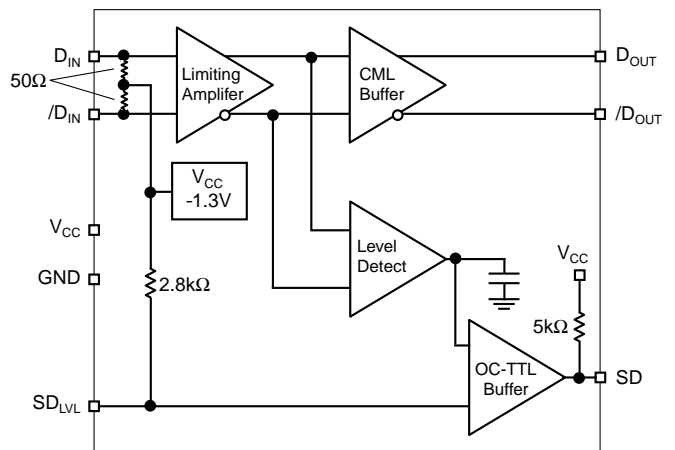 D_IN
50Ω
/D_IN
Limiting
Amplifer
CML
Buffer
D_OUT
/D_OUT
V_CC
-1.3V
V_CC
GND
2.8kΩ
Level
Detect
V_CC
5kΩ
OC-TTL
Buffer
SD
SD_LVL